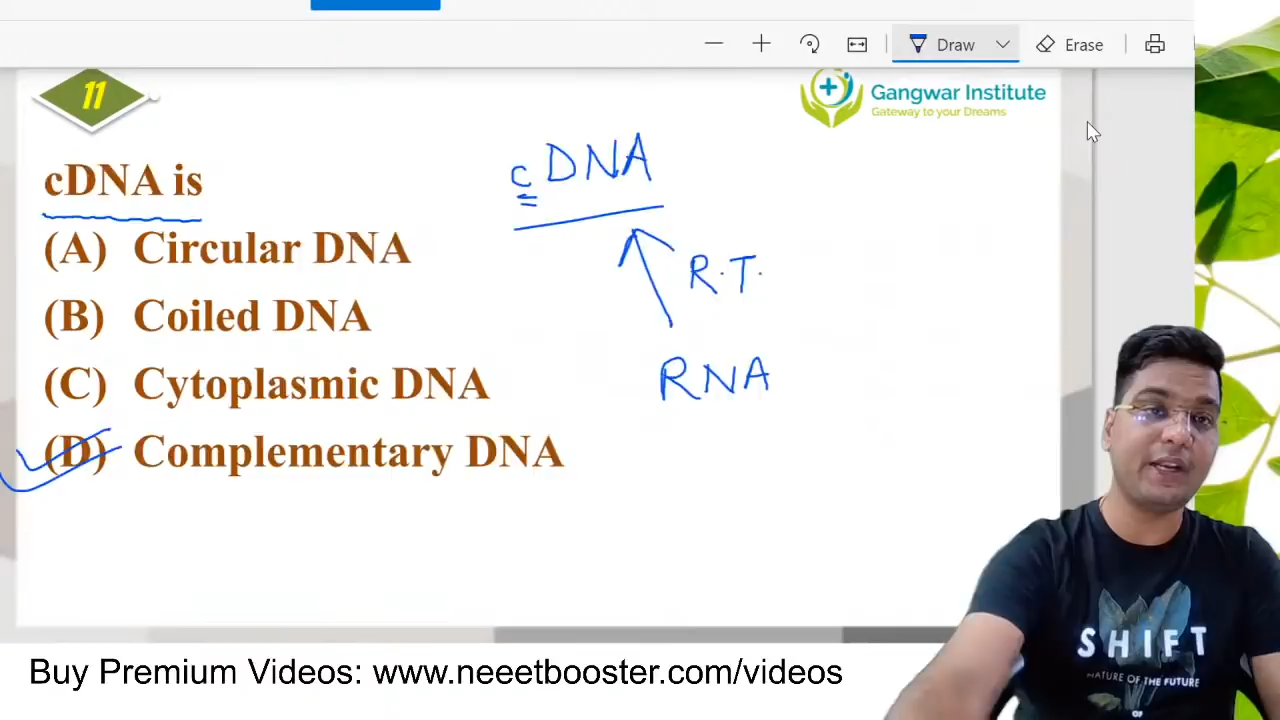 Draw
Erase
11
Gangwar Institute
Gateway to your Dreams
cDNA is
(A) Circular DNA
(B) Coiled DNA
(C) Cytoplasmic DNA
(D) Complementary DNA
cDNA
R.T.
RNA
SHIFT
NATURE OF THE FUTURE
OF
Buy Premium Videos: www.neeetbooster.com/videos